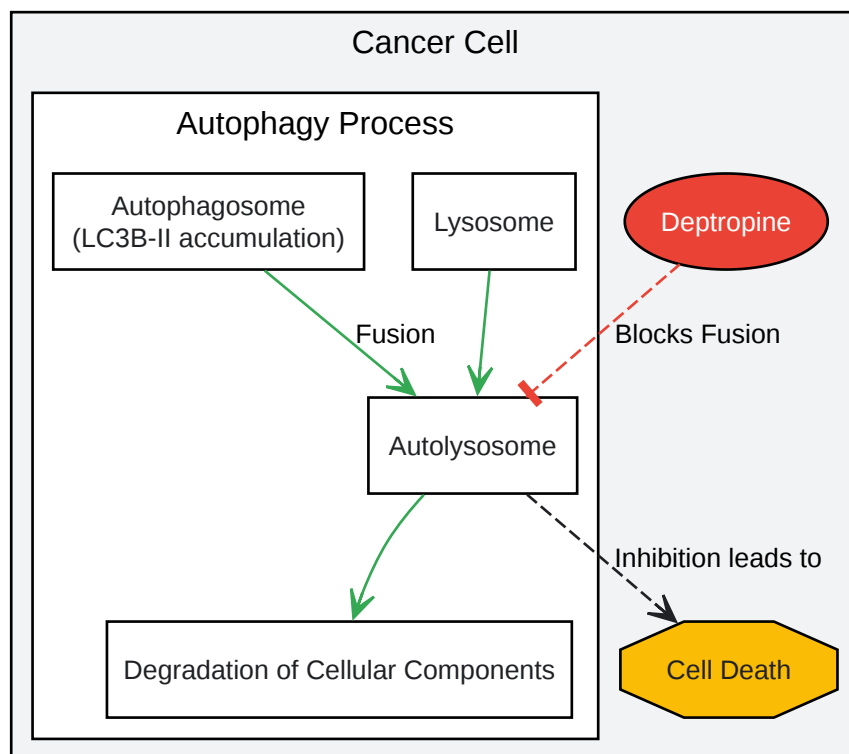 Cancer Cell
Autophagy Process
Autophagosome
(LC3B-II accumulation)
Lysosome
Deptropine
Fusion
Blocks Fusion
Autolysosome
Inhibition leads to
Degradation of Cellular Components
Cell Death